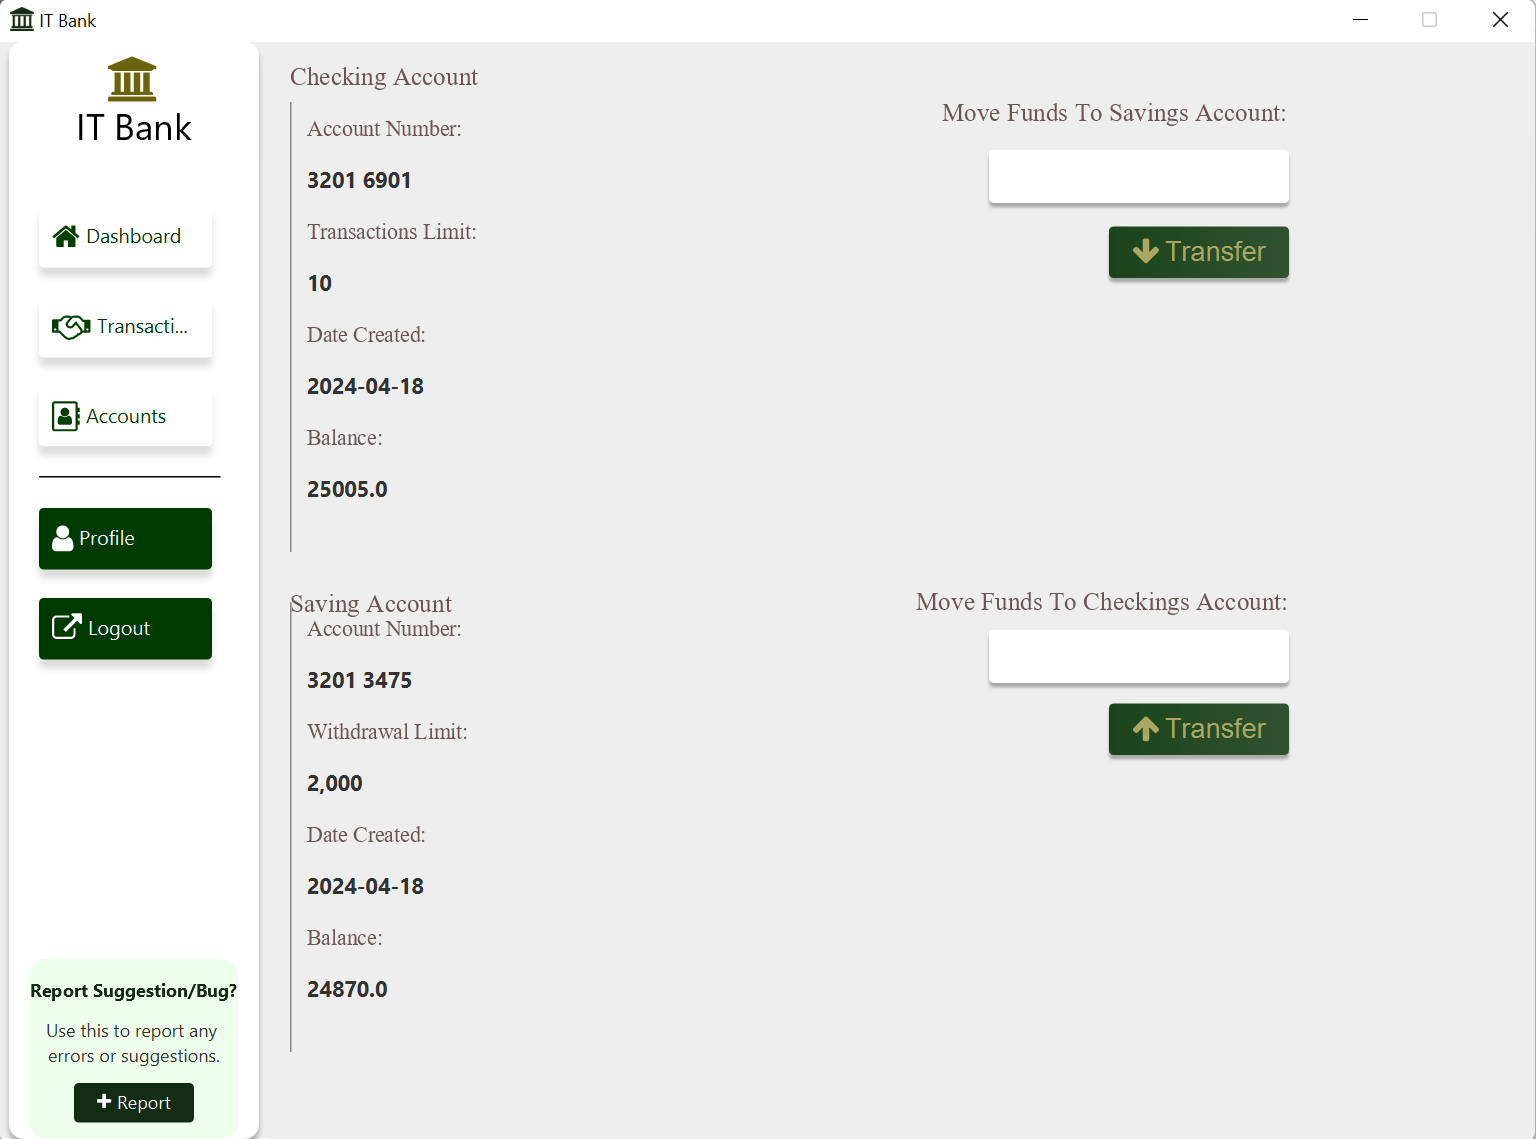 IT Bank
IT Bank
Dashboard
Transacti...
Accounts
Profile
Logout
Report Suggestion/Bug?
Use this to report any
errors or suggestions.
Report
Checking Account
Account Number:
3201 6901
Transactions Limit:
10
Date Created:
2024-04-18
Balance:
25005.0
Move Funds To Savings Account:
Transfer
Saving Account
Account Number:
3201 3475
Withdrawal Limit:
2,000
Date Created:
2024-04-18
Balance:
24870.0
Move Funds To Checkings Account:
Transfer